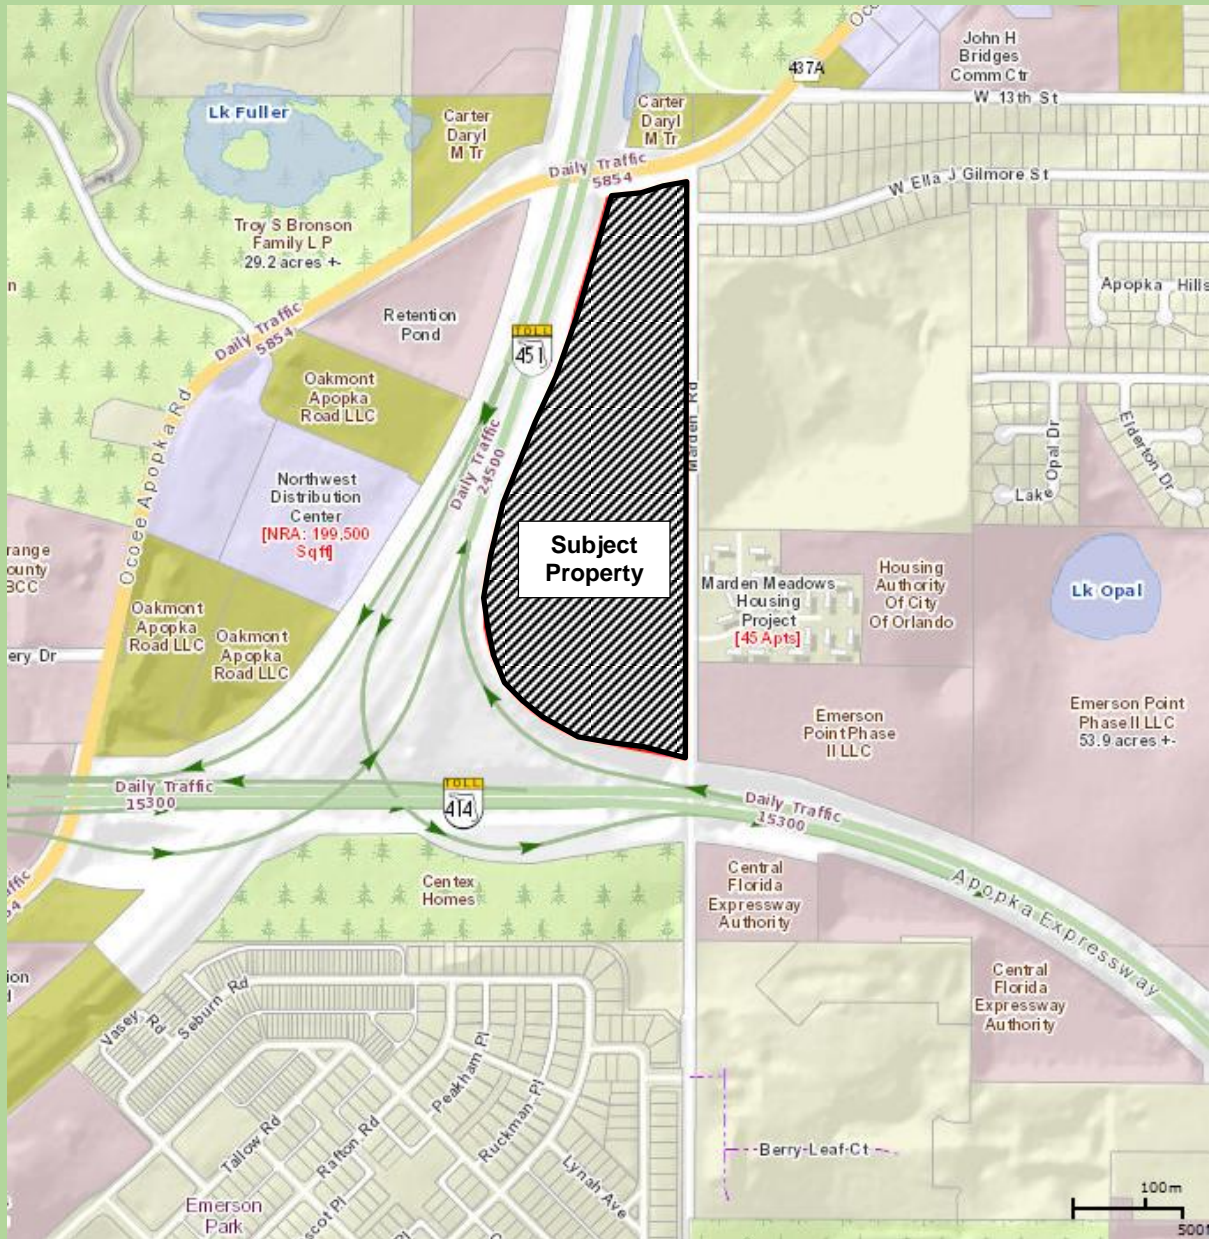 John H
Bridges
Comm Ctr
437A
W 13th St
Lk Fuller
Carter
Daryl
M Tr
Carter
Daryl
M Tr
Daily Traffic
5854
W Ella J Gilmore St
Troy S Bronson
Family L P
29.2 acres +-
Apopka Hills
Retention
Pond
Daily Traffic
5854
TOLL
451
Oakmont
Apopka
Road LLC
Marden Rd
Ocoee Apopka Rd
Daily Traffic
24500
Lake Opal Dr
Elderton Dr
Northwest
Distribution
Center
[NRA: 199,500
Sqft]
Subject
Property
range
ounty
BCC
Marden Meadows
Housing
Project
[45 Apts]
Housing
Authority
Of City
Of Orlando
Lk Opal
Oakmont
Apopka
Road LLC
Oakmont
Apopka
Road LLC
ery Dr
Emerson
Point Phase
II LLC
Emerson Point
Phase II LLC
53.9 acres +-
Daily Traffic
15300
TOLL
414
Daily Traffic
15300
Apopka Expressway
Centex
Homes
Central
Florida
Expressway
Authority
Central
Florida
Expressway
Authority
Vasey Rd
Seburn Rd
Peakham Pl
Ruckman Pl
Tallow Rd
Rafton Rd
Lynah Ave
Berry Leaf Ct
Emerson
Park
scot Pl
100m
500f